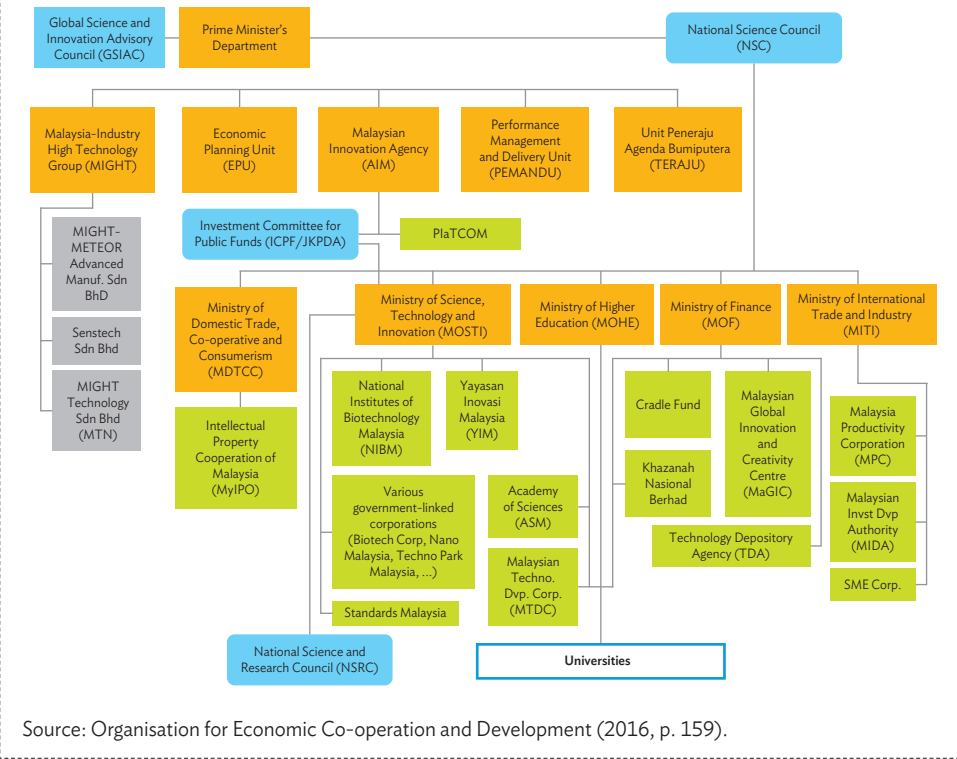 Global Science and
Innovation Advisory
Council (GSIAC)
Prime Minister's
Department
National Science Council
(NSC)
Malaysia-Industry
High Technology
Group (MIGHT)
Economic
Planning Unit
(EPU)
Malaysian
Innovation Agency
(AIM)
Performance
Management
and Delivery Unit
(PEMANDU)
Unit Peneraju
Agenda Bumiputera
(TERAJU)
MIGHT-
METEOR
Advanced
Manuf. Sdn
BhD
Senstech
Sdn Bhd
MIGHT
Technology
Sdn Bhd
(MTN)
Investment Committee for
Public Funds (ICPF/JKPDA)
PlaTCOM
Ministry of
Domestic Trade,
Co-operative and
Consumerism
(MDTCC)
Ministry of Science,
Technology and
Innovation (MOSTI)
Ministry of Higher
Education (MOHE)
Ministry of Finance
(MOF)
Ministry of International
Trade and Industry
(MITI)
Intellectual
Property
Cooperation of
Malaysia
(MyIPO)
National
Institutes of
Biotechnology
Malaysia
(NIBM)
Yayasan
Inovasi
Malaysia
(YIM)
Various
government-linked
corporations
(Biotech Corp, Nano
Malaysia, Techno Park
Malaysia, ...)
Academy
of Sciences
(ASM)
Malaysian
Techno.
Dvp. Corp.
(MTDC)
Standards Malaysia
Cradle Fund
Khazanah
Nasional
Berhad
Malaysian
Global
Innovation
and
Creativity
Centre
(MaGIC)
Technology Depository
Agency (TDA)
Malaysia
Productivity
Corporation
(MPC)
Malaysian
Invst Dvp
Authority
(MIDA)
SME Corp.
National Science and
Research Council (NSRC)
Universities
Source: Organisation for Economic Co-operation and Development (2016, p. 159).